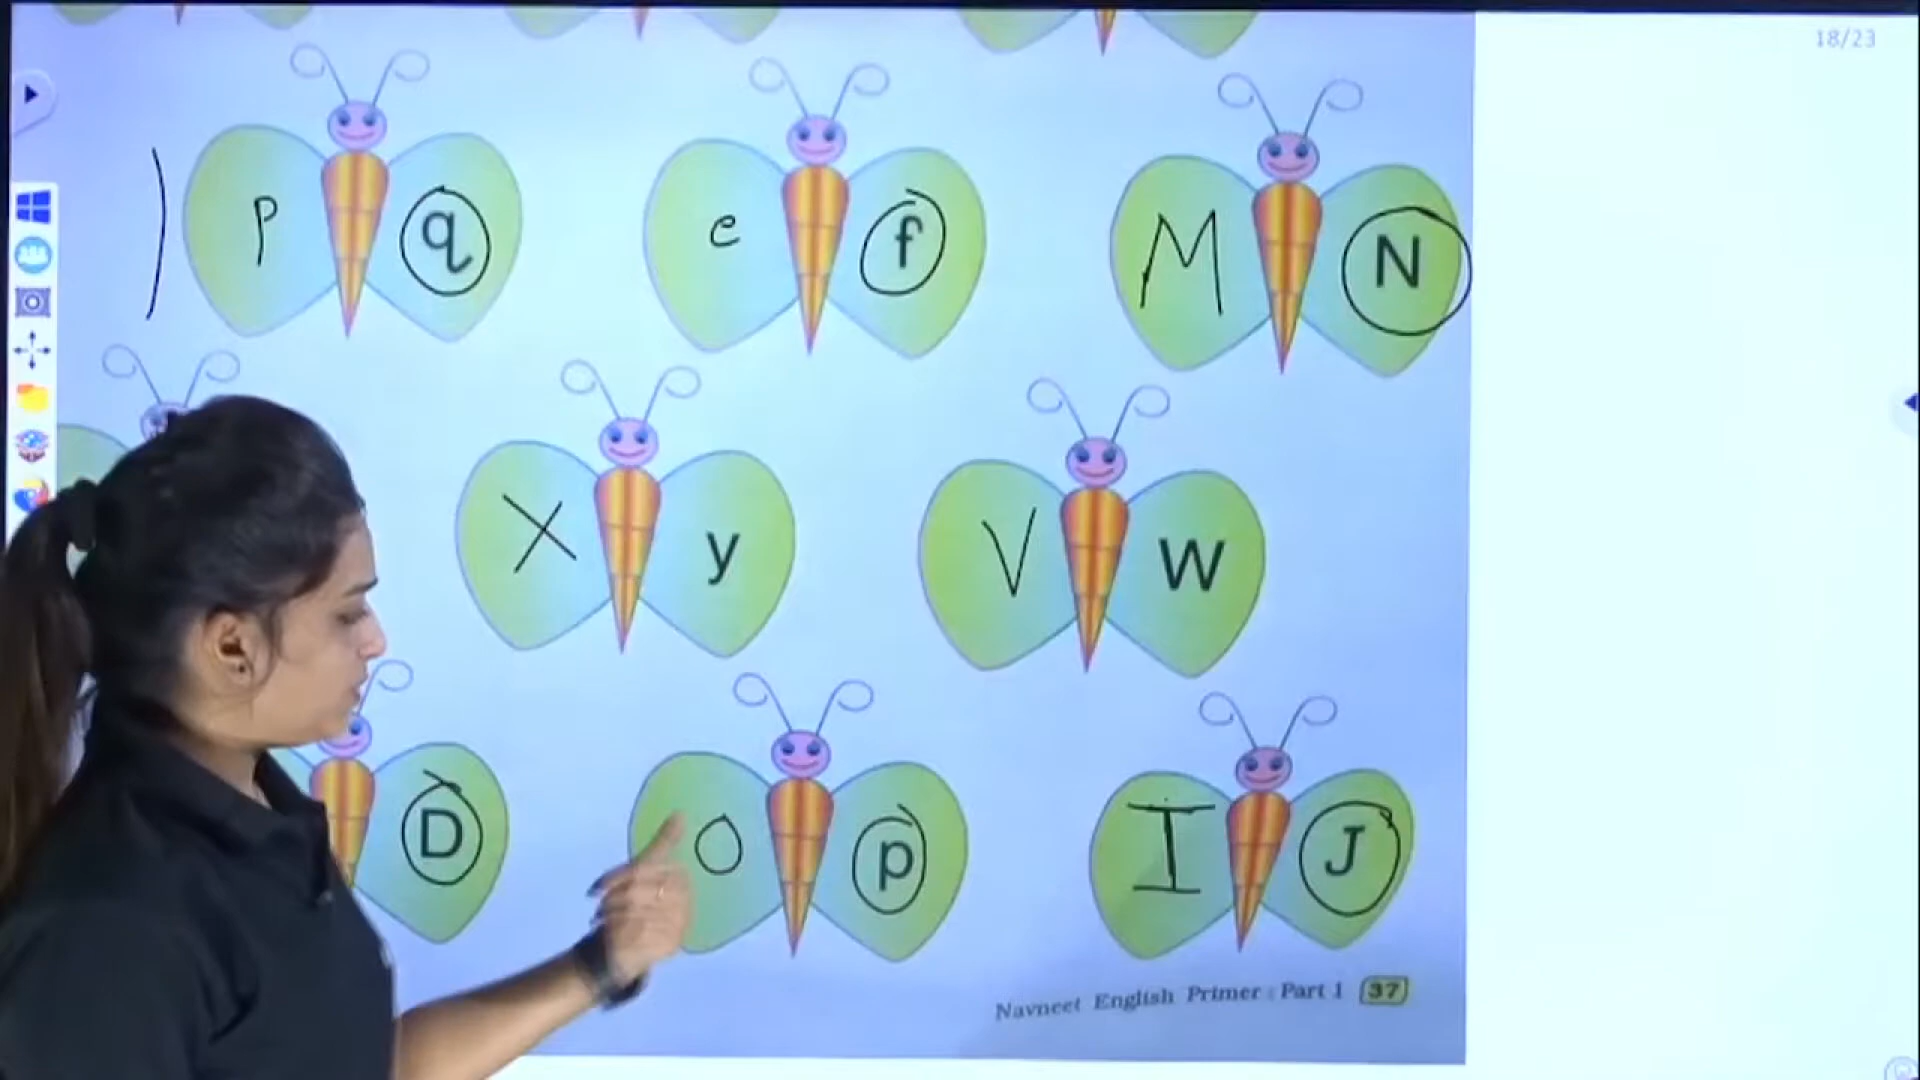 18/23
p q e f M N
X y V W
D O p I J
Navneet English Primer : Part 1 37